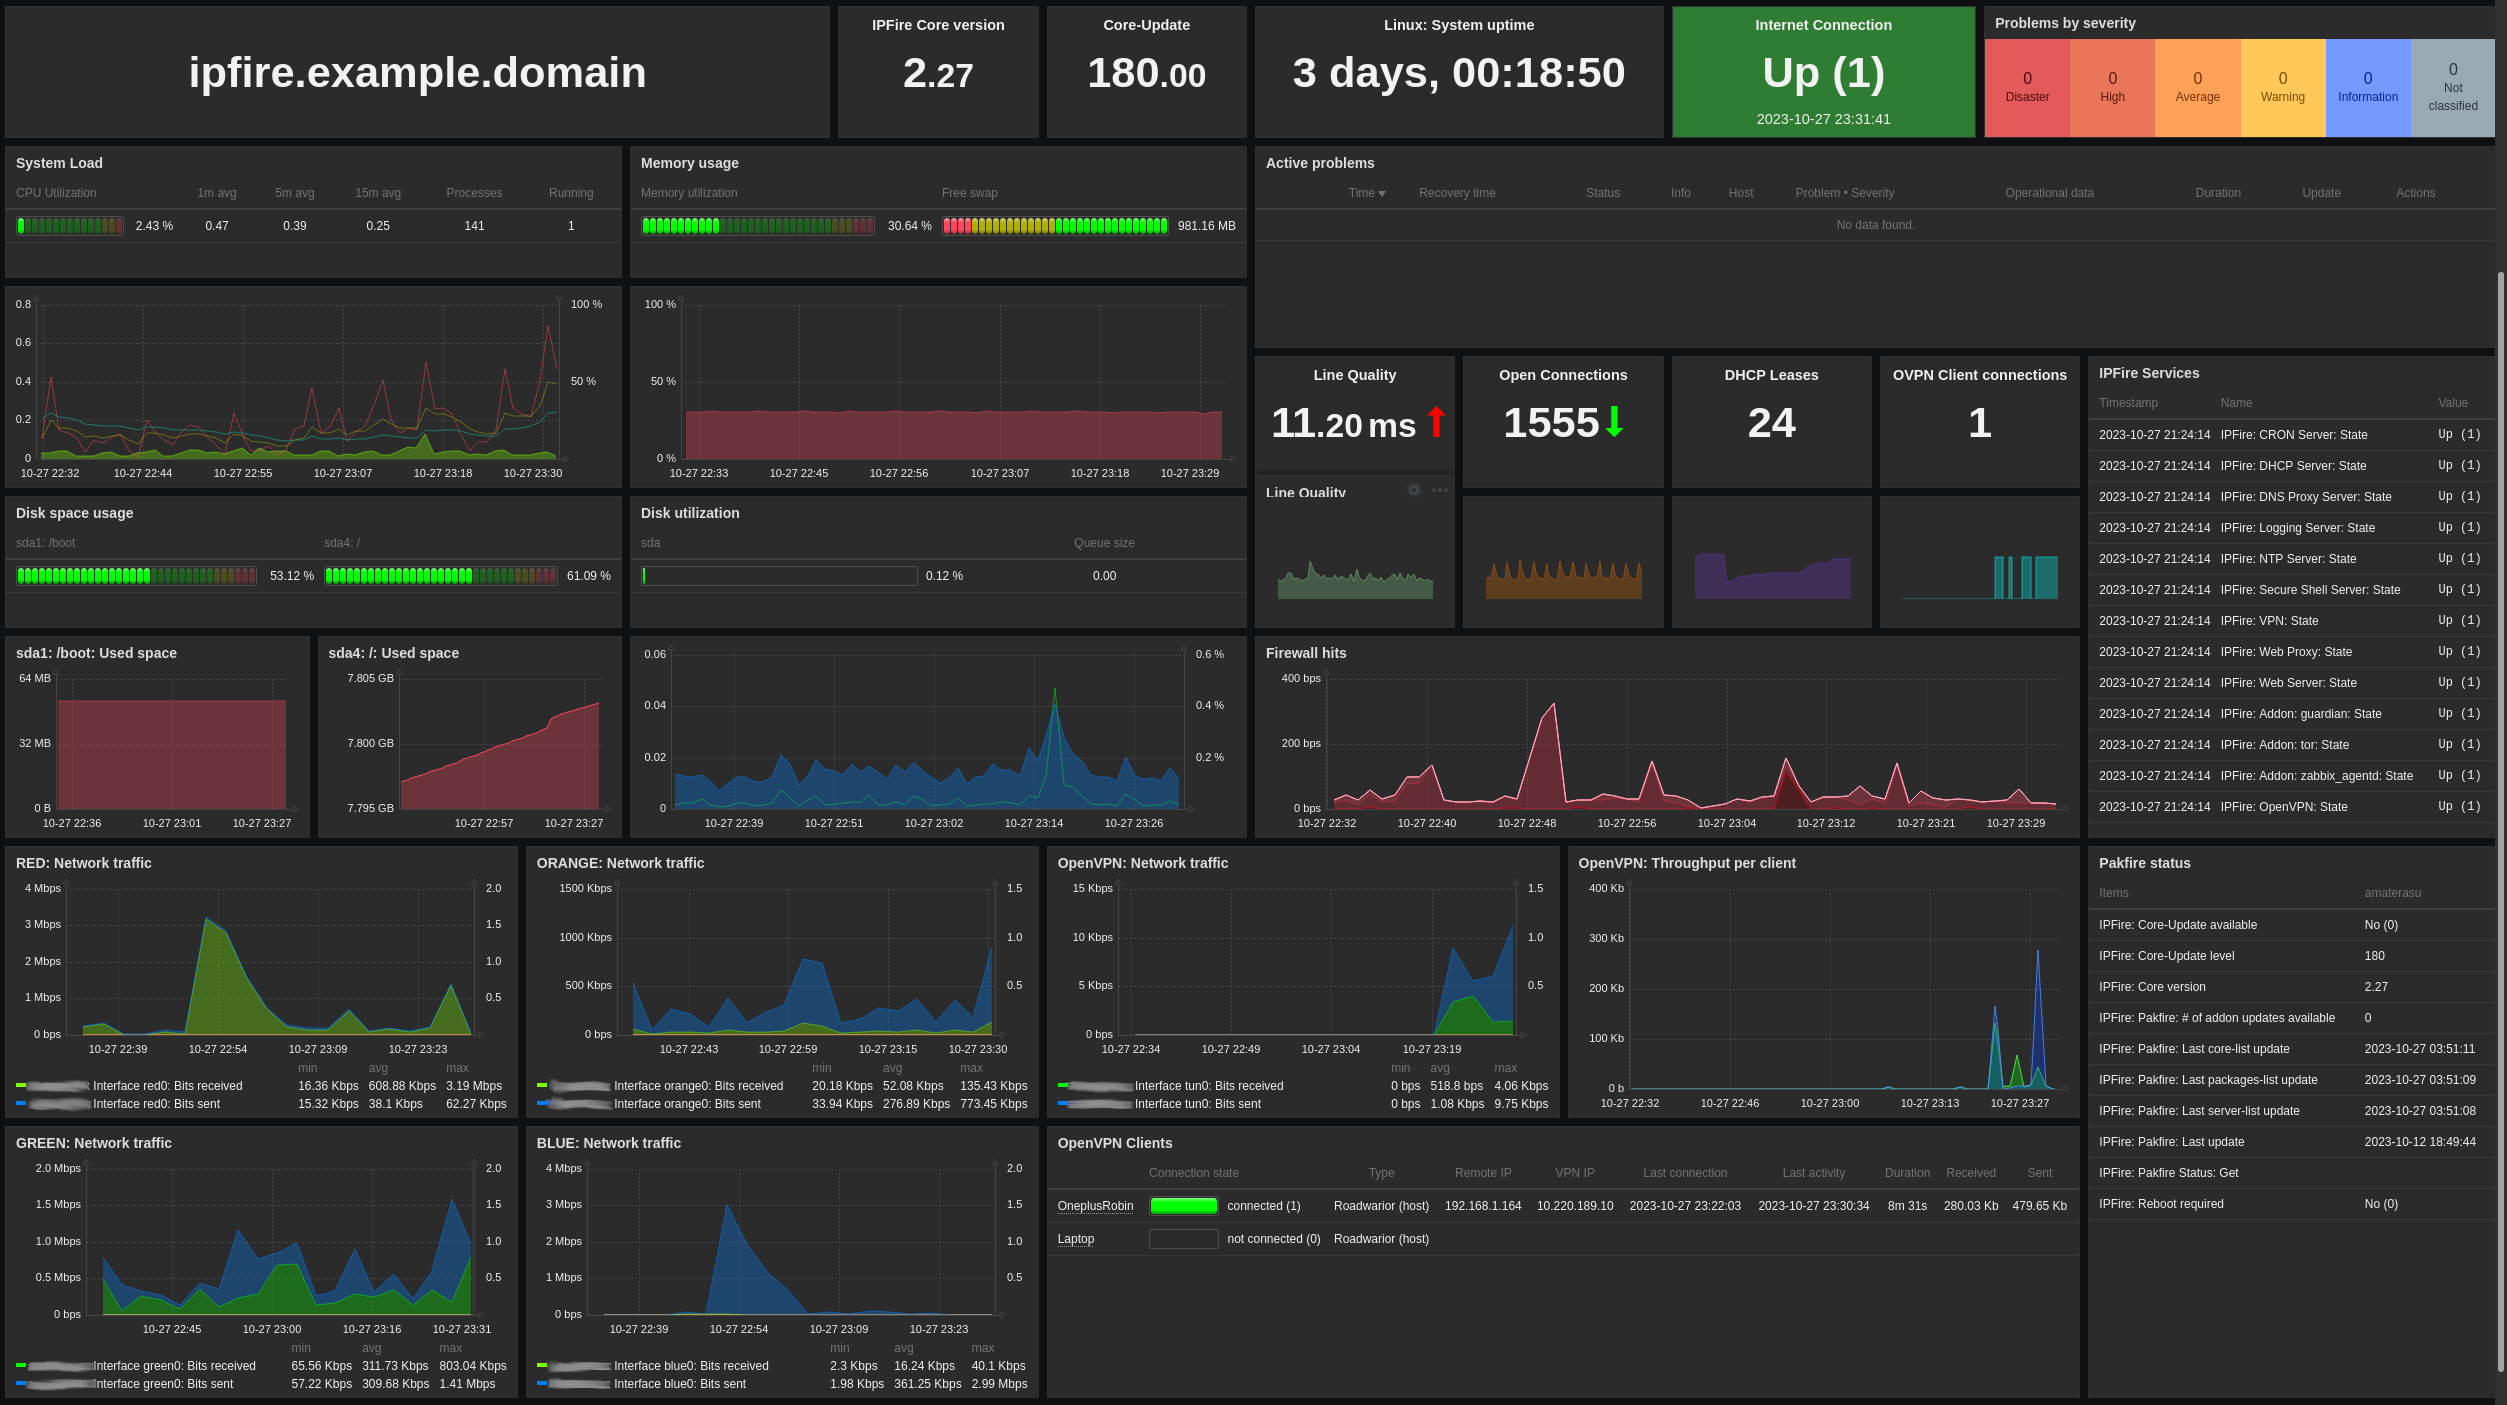 ipfire.example.domain
IPFire Core version
2.27
Core-Update
180.00
Linux: System uptime
3 days, 00:18:50
Internet Connection
Up (1)
2023-10-27 23:31:41
Problems by severity
0 Disaster
0 High
0 Average
0 Warning
0 Information
0 Not classified
System Load
CPU Utilization 1m avg 5m avg 15m avg Processes Running
2.43 % 0.47 0.39 0.25 141 1
Memory usage
Memory utilization Free swap
30.64 % 981.16 MB
Active problems
Time Recovery time Status Info Host Problem • Severity Operational data Duration Update Actions
No data found.
0.8 100 %
0.6
0.4 50 %
0.2
0
10-27 22:32 10-27 22:44 10-27 22:55 10-27 23:07 10-27 23:18 10-27 23:30
100 %
50 %
0 %
10-27 22:33 10-27 22:45 10-27 22:56 10-27 23:07 10-27 23:18 10-27 23:29
Line Quality
11.20 ms
Open Connections
1555
DHCP Leases
24
OVPN Client connections
1
Line Quality
IPFire Services
Timestamp Name Value
2023-10-27 21:24:14 IPFire: CRON Server: State Up (1)
2023-10-27 21:24:14 IPFire: DHCP Server: State Up (1)
2023-10-27 21:24:14 IPFire: DNS Proxy Server: State Up (1)
2023-10-27 21:24:14 IPFire: Logging Server: State Up (1)
2023-10-27 21:24:14 IPFire: NTP Server: State Up (1)
2023-10-27 21:24:14 IPFire: Secure Shell Server: State Up (1)
2023-10-27 21:24:14 IPFire: VPN: State Up (1)
2023-10-27 21:24:14 IPFire: Web Proxy: State Up (1)
2023-10-27 21:24:14 IPFire: Web Server: State Up (1)
2023-10-27 21:24:14 IPFire: Addon: guardian: State Up (1)
2023-10-27 21:24:14 IPFire: Addon: tor: State Up (1)
2023-10-27 21:24:14 IPFire: Addon: zabbix_agentd: State Up (1)
2023-10-27 21:24:14 IPFire: OpenVPN: State Up (1)
Disk space usage
sda1: /boot sda4: /
53.12 % 61.09 %
Disk utilization
sda Queue size
0.12 % 0.00
sda1: /boot: Used space
64 MB
32 MB
0 B
10-27 22:36 10-27 23:01 10-27 23:27
sda4: /: Used space
7.805 GB
7.800 GB
7.795 GB
10-27 22:57 10-27 23:27
0.06 0.6 %
0.04 0.4 %
0.02 0.2 %
0
10-27 22:39 10-27 22:51 10-27 23:02 10-27 23:14 10-27 23:26
Firewall hits
400 bps
200 bps
0 bps
10-27 22:32 10-27 22:40 10-27 22:48 10-27 22:56 10-27 23:04 10-27 23:12 10-27 23:21 10-27 23:29
RED: Network traffic
4 Mbps 2.0
3 Mbps 1.5
2 Mbps 1.0
1 Mbps 0.5
0 bps
10-27 22:39 10-27 22:54 10-27 23:09 10-27 23:23
min avg max
Interface red0: Bits received 16.36 Kbps 608.88 Kbps 3.19 Mbps
Interface red0: Bits sent 15.32 Kbps 38.1 Kbps 62.27 Kbps
ORANGE: Network traffic
1500 Kbps 1.5
1000 Kbps 1.0
500 Kbps 0.5
0 bps
10-27 22:43 10-27 22:59 10-27 23:15 10-27 23:30
min avg max
Interface orange0: Bits received 20.18 Kbps 52.08 Kbps 135.43 Kbps
Interface orange0: Bits sent 33.94 Kbps 276.89 Kbps 773.45 Kbps
OpenVPN: Network traffic
15 Kbps 1.5
10 Kbps 1.0
5 Kbps 0.5
0 bps
10-27 22:34 10-27 22:49 10-27 23:04 10-27 23:19
min avg max
Interface tun0: Bits received 0 bps 518.8 bps 4.06 Kbps
Interface tun0: Bits sent 0 bps 1.08 Kbps 9.75 Kbps
OpenVPN: Throughput per client
400 Kb
300 Kb
200 Kb
100 Kb
0 b
10-27 22:32 10-27 22:46 10-27 23:00 10-27 23:13 10-27 23:27
Pakfire status
Items amaterasu
IPFire: Core-Update available No (0)
IPFire: Core-Update level 180
IPFire: Core version 2.27
IPFire: Pakfire: # of addon updates available 0
IPFire: Pakfire: Last core-list update 2023-10-27 03:51:11
IPFire: Pakfire: Last packages-list update 2023-10-27 03:51:09
IPFire: Pakfire: Last server-list update 2023-10-27 03:51:08
IPFire: Pakfire: Last update 2023-10-12 18:49:44
IPFire: Pakfire Status: Get
IPFire: Reboot required No (0)
GREEN: Network traffic
2.0 Mbps 2.0
1.5 Mbps 1.5
1.0 Mbps 1.0
0.5 Mbps 0.5
0 bps
10-27 22:45 10-27 23:00 10-27 23:16 10-27 23:31
min avg max
Interface green0: Bits received 65.56 Kbps 311.73 Kbps 803.04 Kbps
Interface green0: Bits sent 57.22 Kbps 309.68 Kbps 1.41 Mbps
BLUE: Network traffic
4 Mbps 2.0
3 Mbps 1.5
2 Mbps 1.0
1 Mbps 0.5
0 bps
10-27 22:39 10-27 22:54 10-27 23:09 10-27 23:23
min avg max
Interface blue0: Bits received 2.3 Kbps 16.24 Kbps 40.1 Kbps
Interface blue0: Bits sent 1.98 Kbps 361.25 Kbps 2.99 Mbps
OpenVPN Clients
Connection state Type Remote IP VPN IP Last connection Last activity Duration Received Sent
OneplusRobin connected (1) Roadwarior (host) 192.168.1.164 10.220.189.10 2023-10-27 23:22:03 2023-10-27 23:30:34 8m 31s 280.03 Kb 479.65 Kb
Laptop not connected (0) Roadwarior (host)